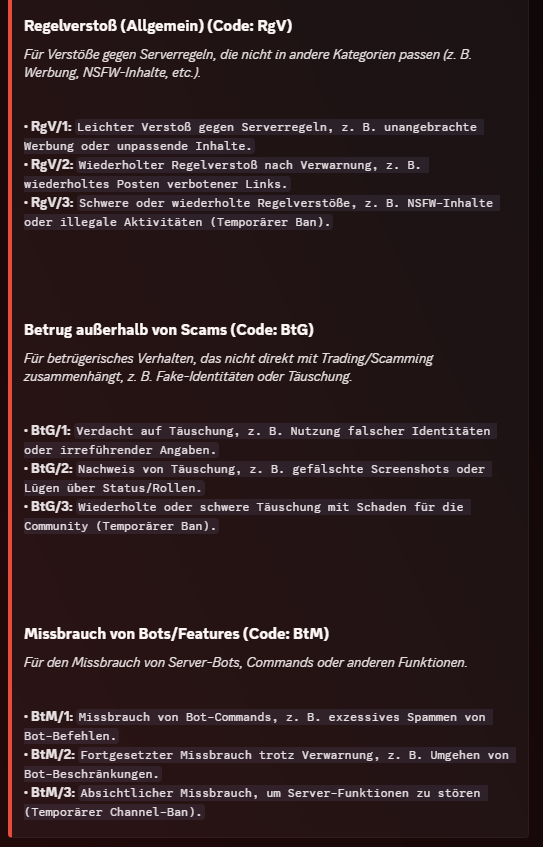 Regelverstoß (Allgemein) (Code: RgV)
Für Verstöße gegen Serverregeln, die nicht in andere Kategorien passen (z. B.
Werbung, NSFW-Inhalte, etc.).
• RgV/1: Leichter Verstoß gegen Serverregeln, z. B. unangebrachte
Werbung oder unpassende Inhalte.
• RgV/2: Wiederholter Regelverstoß nach Verwarnung, z. B.
wiederholtes Posten verbotener Links.
• RgV/3: Schwere oder wiederholte Regelverstöße, z. B. NSFW-Inhalte
oder illegale Aktivitäten (Temporärer Ban).
Betrug außerhalb von Scams (Code: BtG)
Für betrügerisches Verhalten, das nicht direkt mit Trading/Scamming
zusammenhängt, z. B. Fake-Identitäten oder Täuschung.
• BtG/1: Verdacht auf Täuschung, z. B. Nutzung falscher Identitäten
oder irreführender Angaben.
• BtG/2: Nachweis von Täuschung, z. B. gefälschte Screenshots oder
Lügen über Status/Rollen.
• BtG/3: Wiederholte oder schwere Täuschung mit Schaden für die
Community (Temporärer Ban).
Missbrauch von Bots/Features (Code: BtM)
Für den Missbrauch von Server-Bots, Commands oder anderen Funktionen.
• BtM/1: Missbrauch von Bot-Commands, z. B. exzessives Spammen von
Bot-Befehlen.
• BtM/2: Fortgesetzter Missbrauch trotz Verwarnung, z. B. Umgehen von
Bot-Beschränkungen.
• BtM/3: Absichtlicher Missbrauch, um Server-Funktionen zu stören
(Temporärer Channel-Ban).